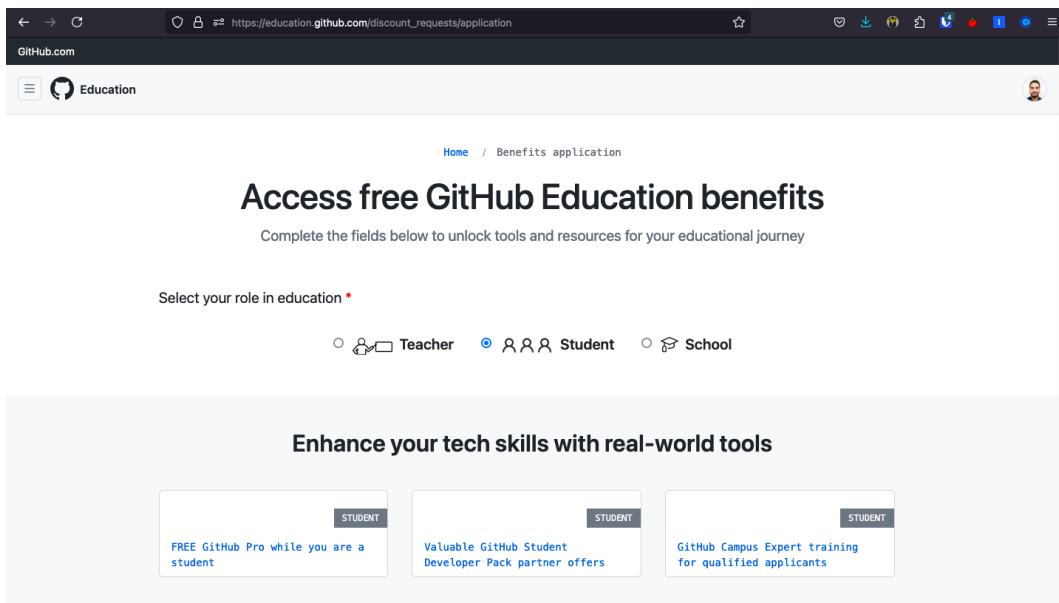 https://education.github.com/discount_requests/application
4
GitHub.com
Education
Home / Benefits application
Access free GitHub Education benefits
Complete the fields below to unlock tools and resources for your educational journey
Select your role in education *
Teacher Student School
Enhance your tech skills with real-world tools
STUDENT STUDENT STUDENT
FREE GitHub Pro while you are a
student
Valuable GitHub Student
Developer Pack partner offers
GitHub Campus Expert training
for qualified applicants